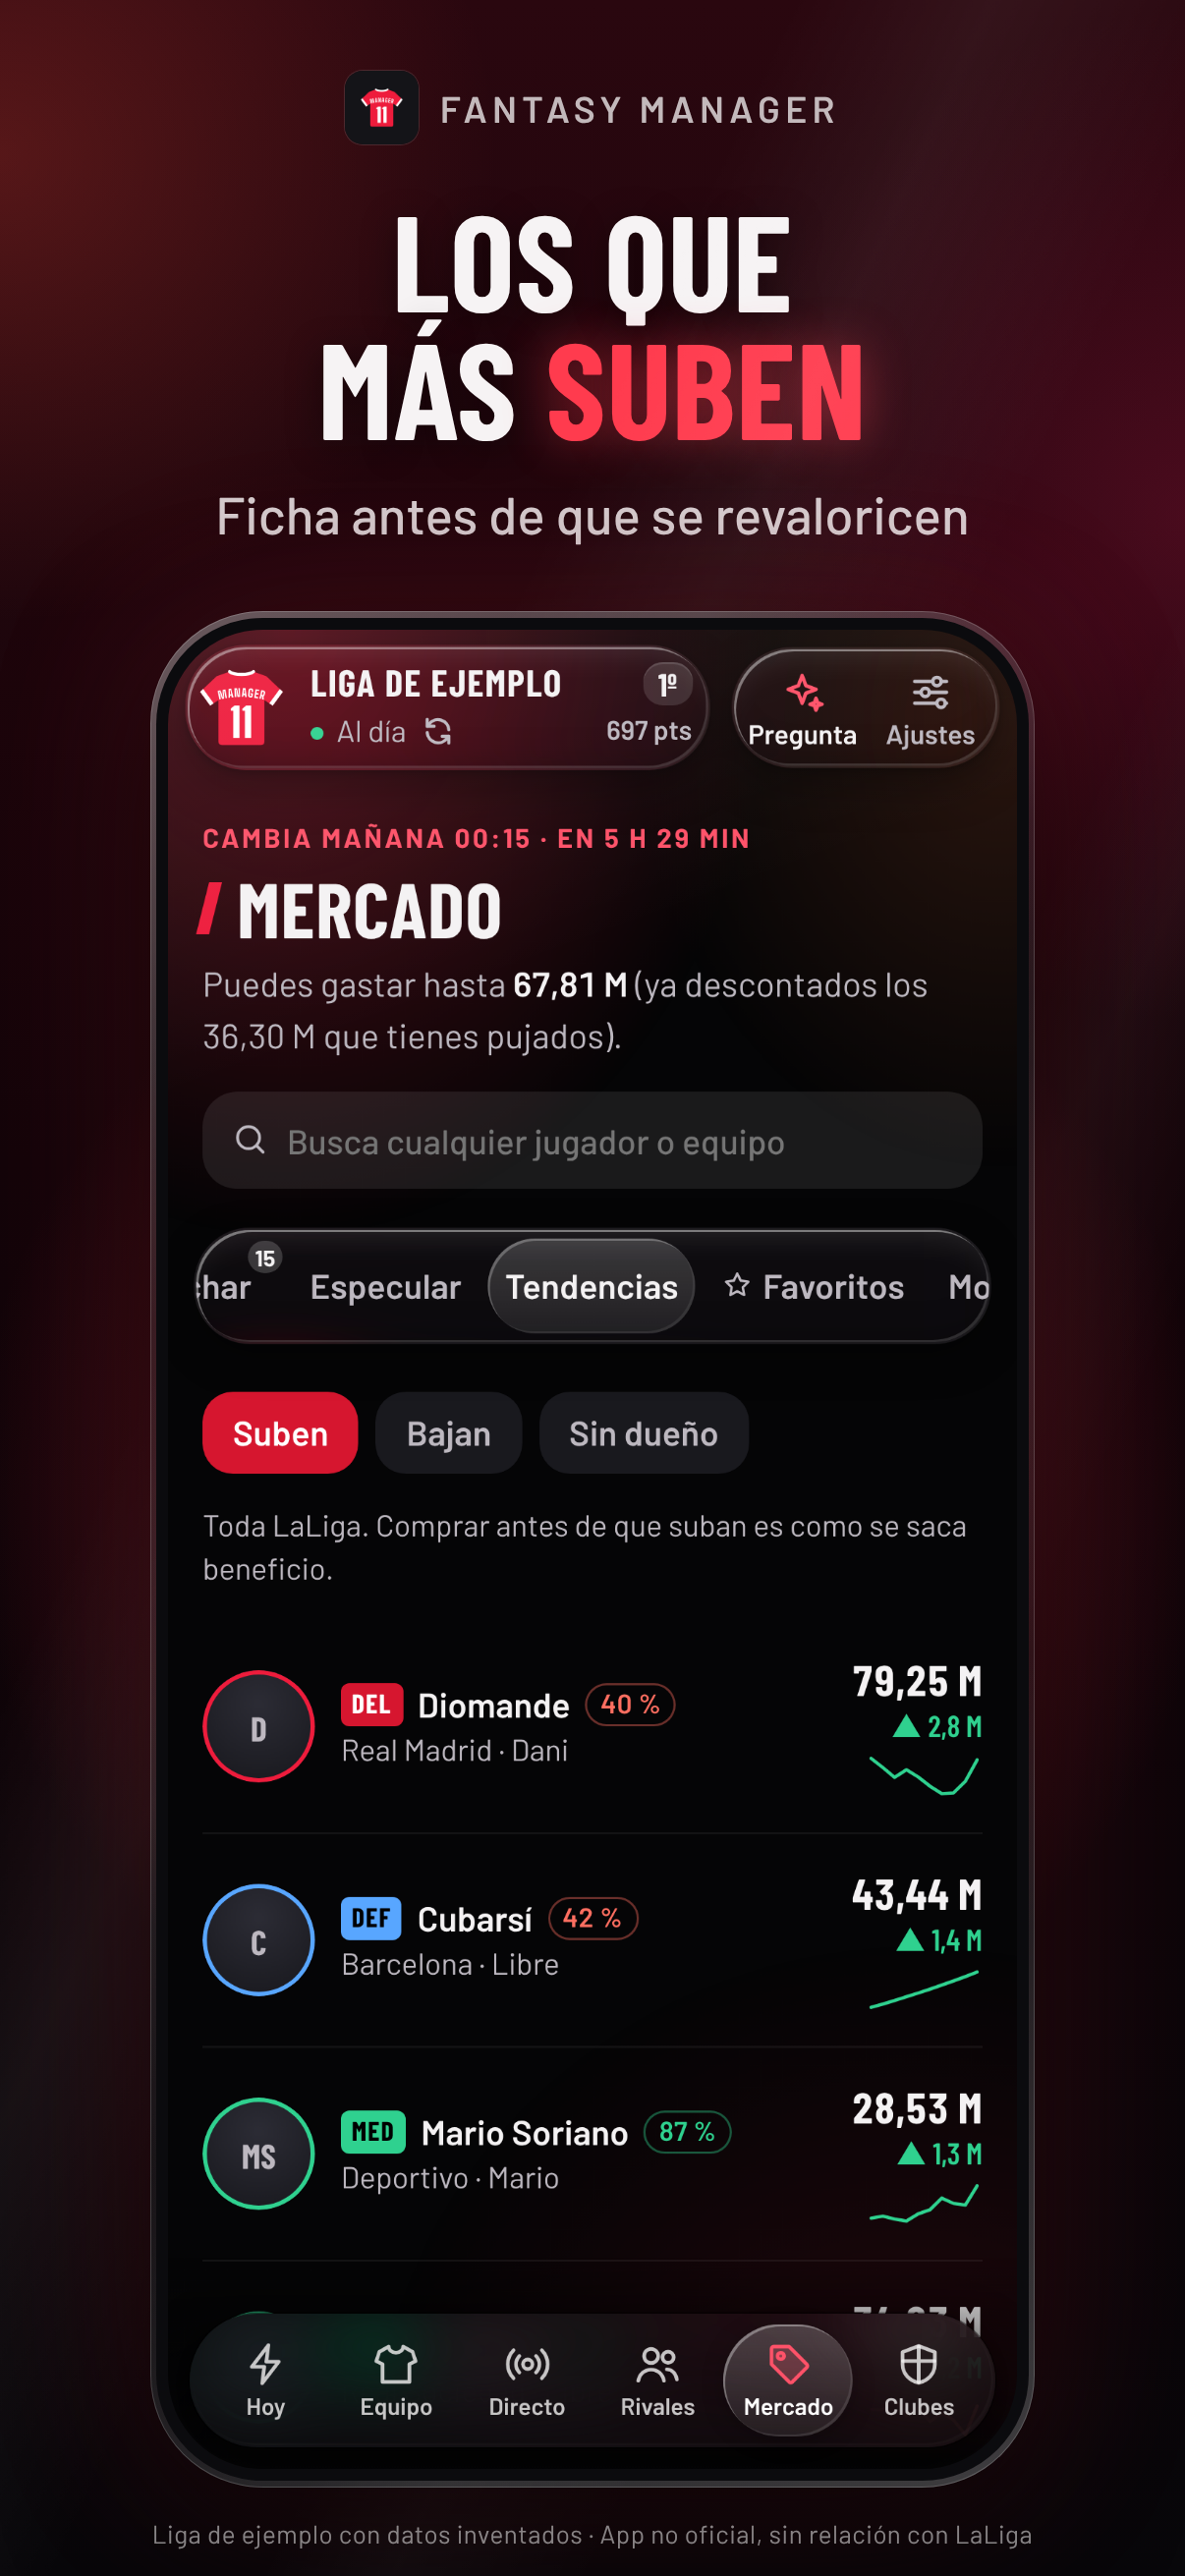 MANAGER
11
FANTASY MANAGER
LOS QUE
MÁS SUBEN
Ficha antes de que se revaloricen
MANAGER
11
LIGA DE EJEMPLO
1º
Al día
697 pts
Pregunta
Ajustes
CAMBIA MAÑANA 00:15 · EN 5 H 29 MIN
/ MERCADO
Puedes gastar hasta 67,81 M (ya descontados los
36,30 M que tienes pujados).
Busca cualquier jugador o equipo
char 15 Especular Tendencias Favoritos Mo
Suben Bajan Sin dueño
Toda LaLiga. Comprar antes de que suban es como se saca
beneficio.
D
DEL Diomande 40 %
Real Madrid · Dani
79,25 M
▲ 2,8 M
C
DEF Cubarsí 42 %
Barcelona · Libre
43,44 M
▲ 1,4 M
MS
MED Mario Soriano 87 %
Deportivo · Mario
28,53 M
▲ 1,3 M
Hoy Equipo Directo Rivales Mercado Clubes
Liga de ejemplo con datos inventados · App no oficial, sin relación con LaLiga